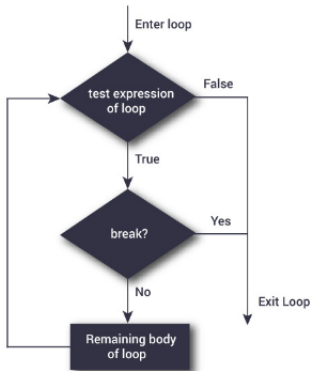 Enter loop
test expression
of loop
False
True
break?
Yes
No
Exit Loop
Remaining body
of loop